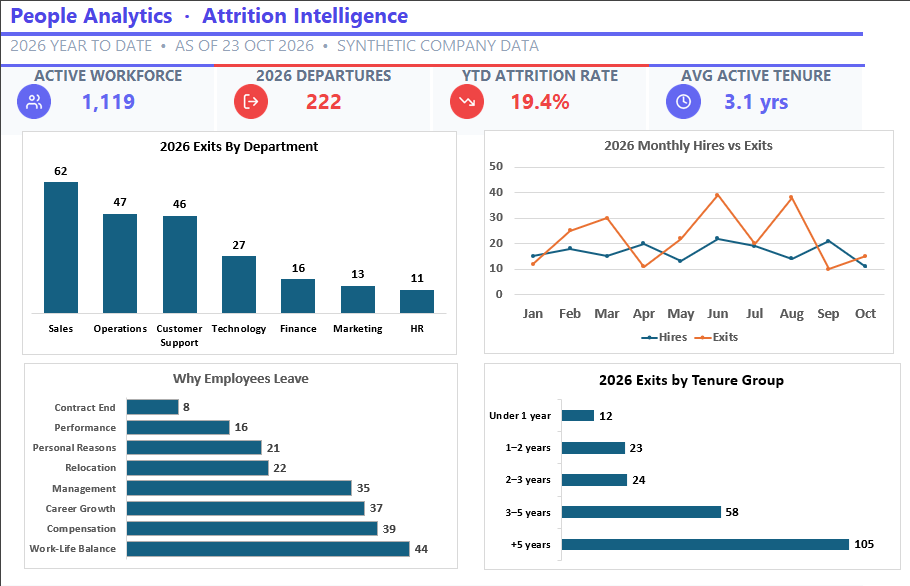 People Analytics · Attrition Intelligence
2026 YEAR TO DATE • AS OF 23 OCT 2026 • SYNTHETIC COMPANY DATA
ACTIVE WORKFORCE
1,119
2026 DEPARTURES
222
YTD ATTRITION RATE
19.4%
AVG ACTIVE TENURE
3.1 yrs
2026 Exits By Department
62
47
46
27
16
13
11
Sales
Operations
Customer
Support
Technology
Finance
Marketing
HR
2026 Monthly Hires vs Exits
50
40
30
20
10
0
Jan Feb Mar Apr May Jun Jul Aug Sep Oct
Hires Exits
Why Employees Leave
Contract End 8
Performance 16
Personal Reasons 21
Relocation 22
Management 35
Career Growth 37
Compensation 39
Work-Life Balance 44
2026 Exits by Tenure Group
Under 1 year 12
1–2 years 23
2–3 years 24
3–5 years 58
+5 years 105